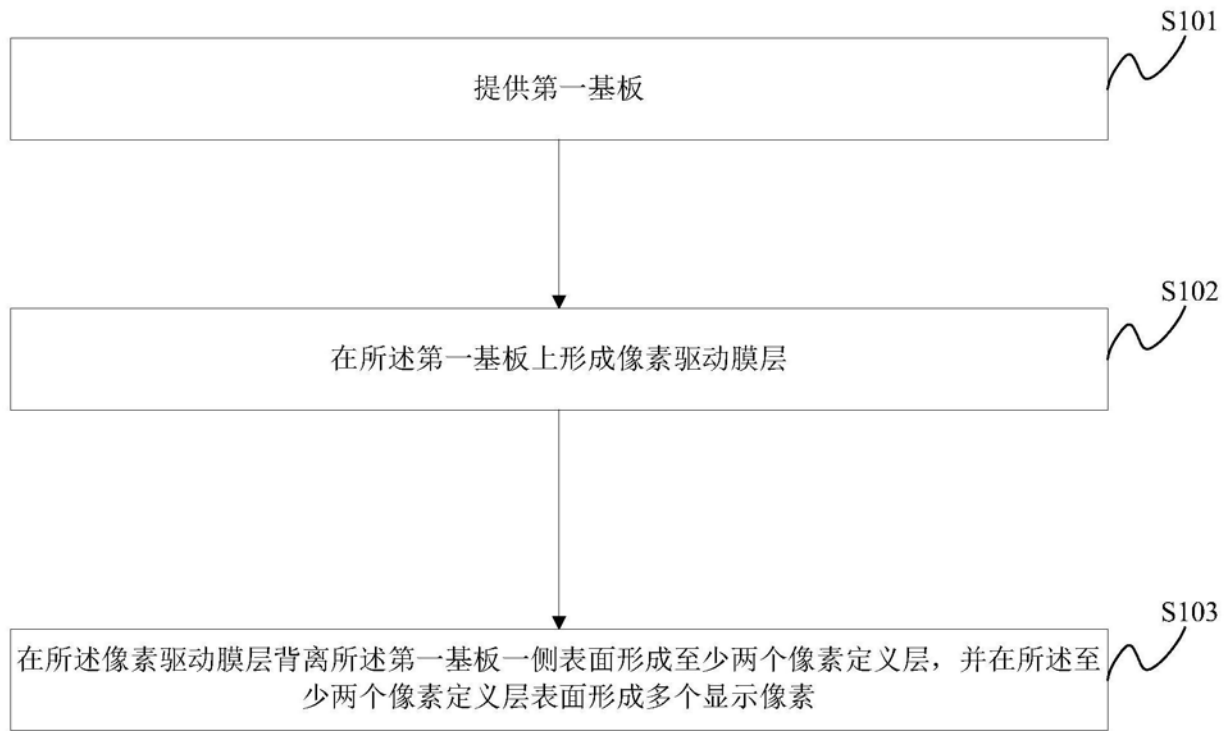 S101
提供第一基板
S102
在所述第一基板上形成像素驱动膜层
S103
在所述像素驱动膜层背离所述第一基板一侧表面形成至少两个像素定义层，并在所述至
少两个像素定义层表面形成多个显示像素